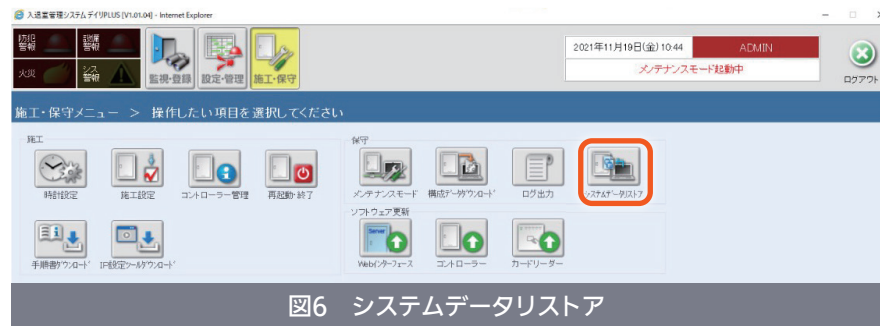 入退室管理システム デイリPLUS [V1.01.04] - Internet Explorer
防犯警報
設備警報
火災
シス警報
監視・登録
設定・管理
施工・保守
2021年11月19日(金) 10:44
ADMIN
メンテナンスモード起動中
ログアウト
施工・保守メニュー ＞ 操作したい項目を選択してください
施工
時計設定
施工設定
コントローラー管理
再起動・終了
手順書ダウンロード
IP設定ツールダウンロード
保守
メンテナンスモード
構成データダウンロード
ログ出力
システムデータリストア
ソフトウェア更新
Server
Webインターフェース
コントローラー
カードリーダー
図6 システムデータリストア